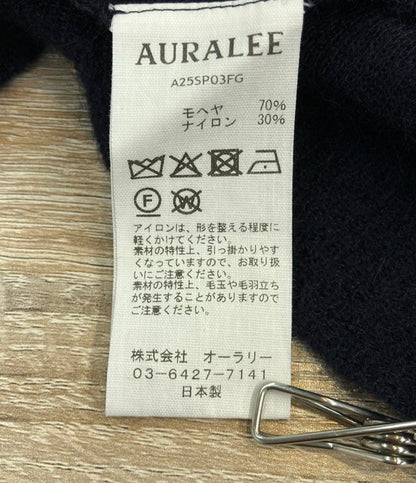 AURALEE
A25SP03FG
モヘヤ 70%
ナイロン 30%
F W
アイロンは、形を整える程度に
軽くかけてください。
素材の特性上、引っ掛かりやす
くなっていますので、お取り扱
いにご注意ください。
素材の特性上、毛玉や毛羽立ち
が発生することがありますので
ご注意ください。
株式会社 オーラリー
03-6427-7141
日本製